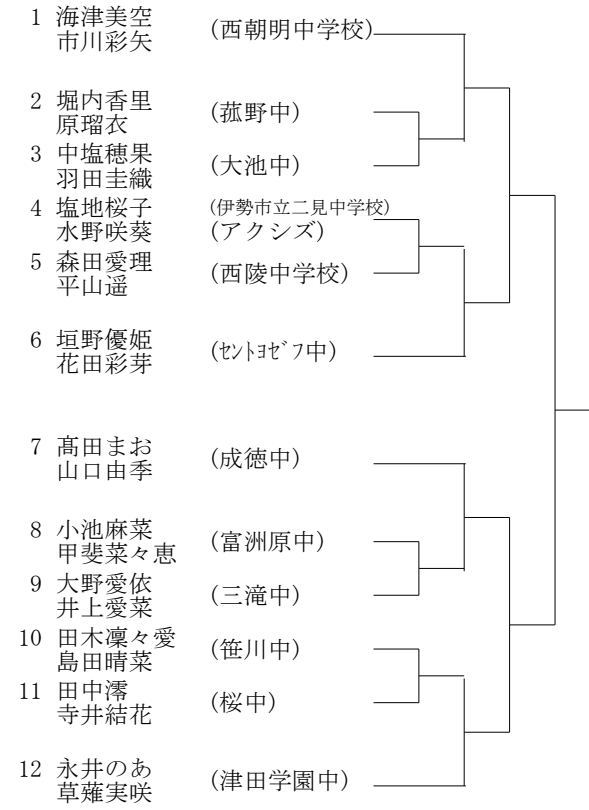 1 海津美空
市川彩矢
(西朝明中学校)
2 堀内香里
原瑠衣
(菰野中)
3 中塩穂果
羽田圭織
(大池中)
4 塩地桜子
水野咲葵
(伊勢市立二見中学校)
(アクシズ)
5 森田愛理
平山遥
(西陵中学校)
6 垣野優姫
花田彩芽
(ｾﾝﾄﾖｾﾞﾌ中)
7 髙田まお
山口由季
(成徳中)
8 小池麻菜
甲斐菜々恵
(富洲原中)
9 大野愛依
井上愛菜
(三滝中)
10 田木凜々愛
島田晴菜
(笹川中)
11 田中澪
寺井結花
(桜中)
12 永井のあ
草薙実咲
(津田学園中)